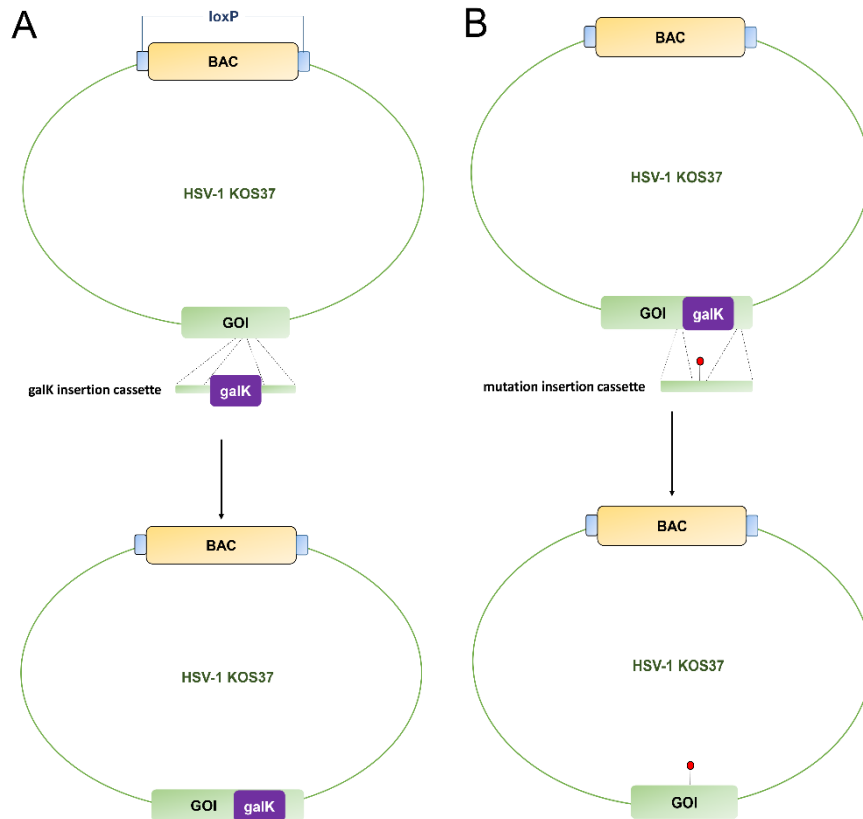 A
loxP
BAC
HSV-1 KOS37
GOI
galK insertion cassette
galK
BAC
HSV-1 KOS37
GOI
galK
B
BAC
HSV-1 KOS37
GOI
galK
mutation insertion cassette
BAC
HSV-1 KOS37
GOI